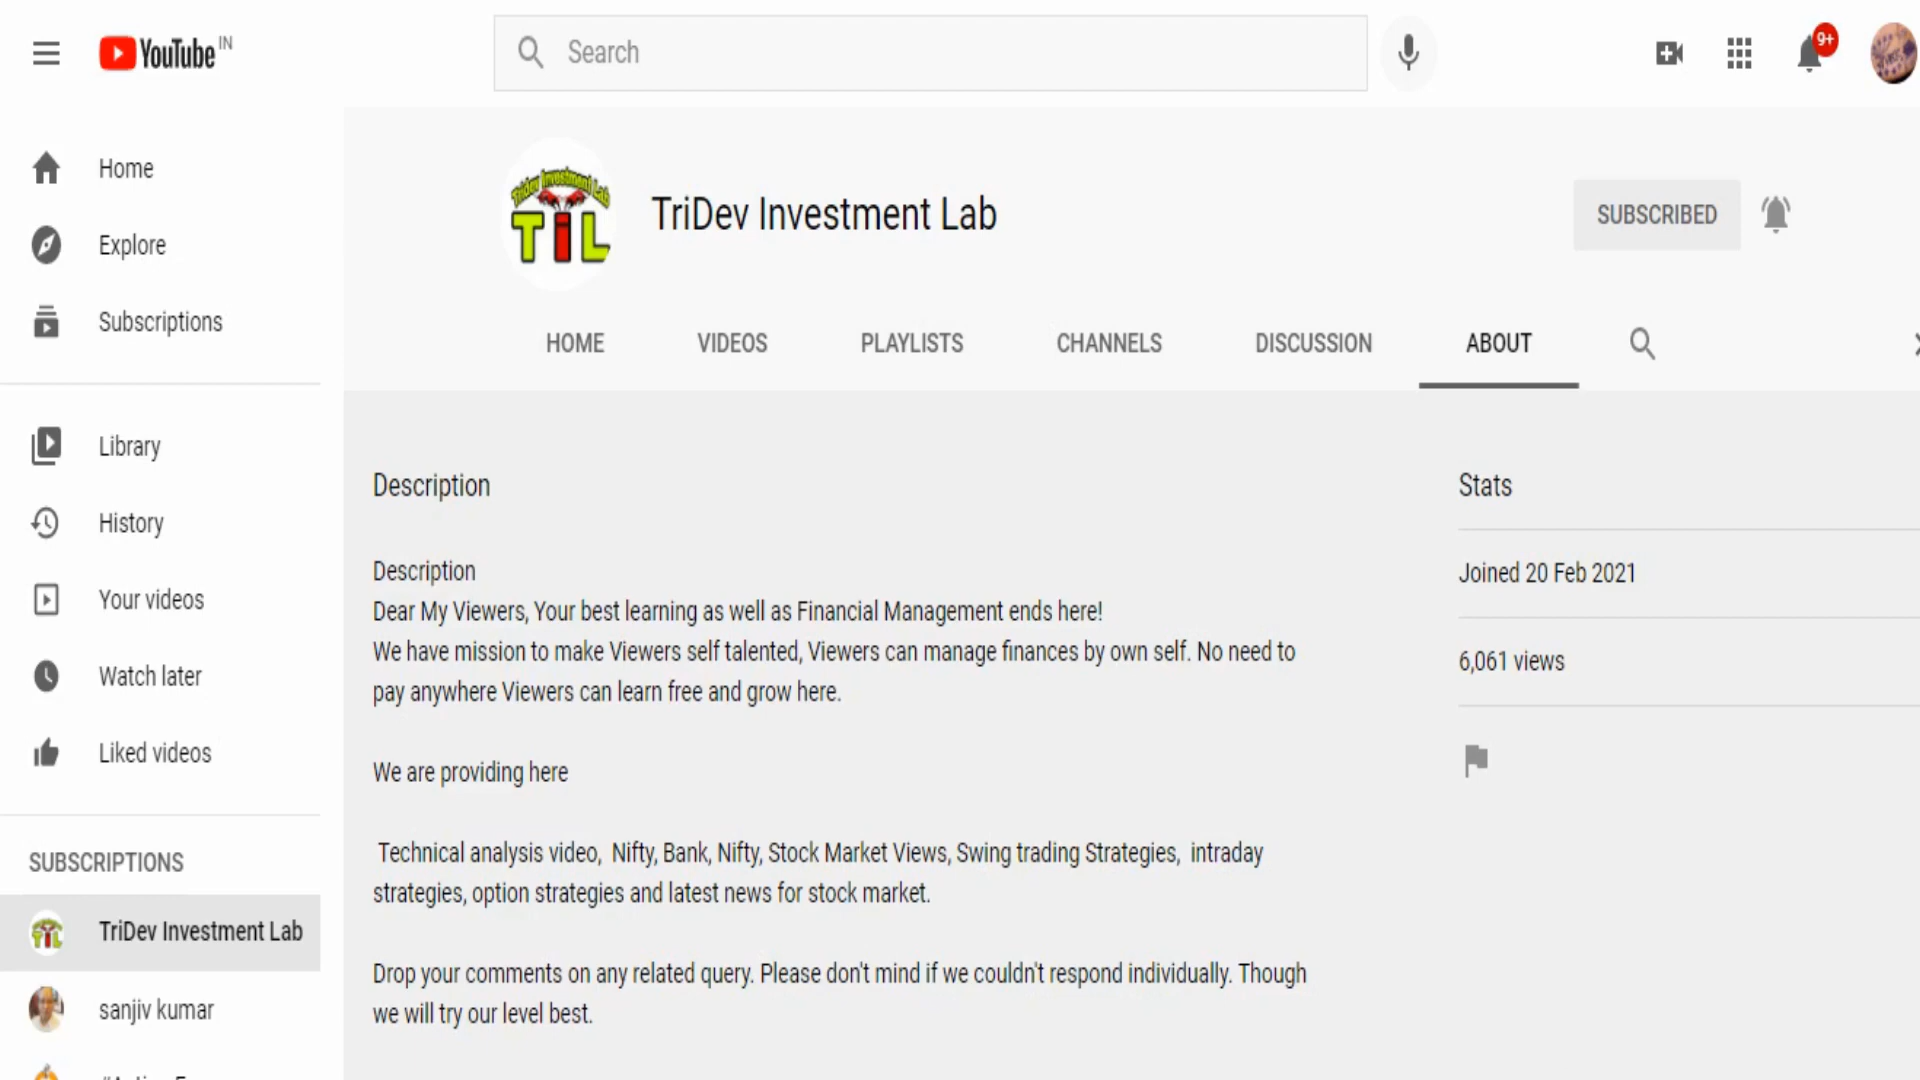 YouTube IN
Search
9+
Home
Explore
Subscriptions
Library
History
Your videos
Watch later
Liked videos
SUBSCRIPTIONS
TriDev Investment Lab
sanjiv kumar
Tridev Investment Lab
TIL
TriDev Investment Lab
SUBSCRIBED
HOME VIDEOS PLAYLISTS CHANNELS DISCUSSION ABOUT
Description
Description
Dear My Viewers, Your best learning as well as Financial Management ends here!
We have mission to make Viewers self talented, Viewers can manage finances by own self. No need to
pay anywhere Viewers can learn free and grow here.
We are providing here
Technical analysis video, Nifty, Bank, Nifty, Stock Market Views, Swing trading Strategies, intraday
strategies, option strategies and latest news for stock market.
Drop your comments on any related query. Please don't mind if we couldn't respond individually. Though
we will try our level best.
Stats
Joined 20 Feb 2021
6,061 views